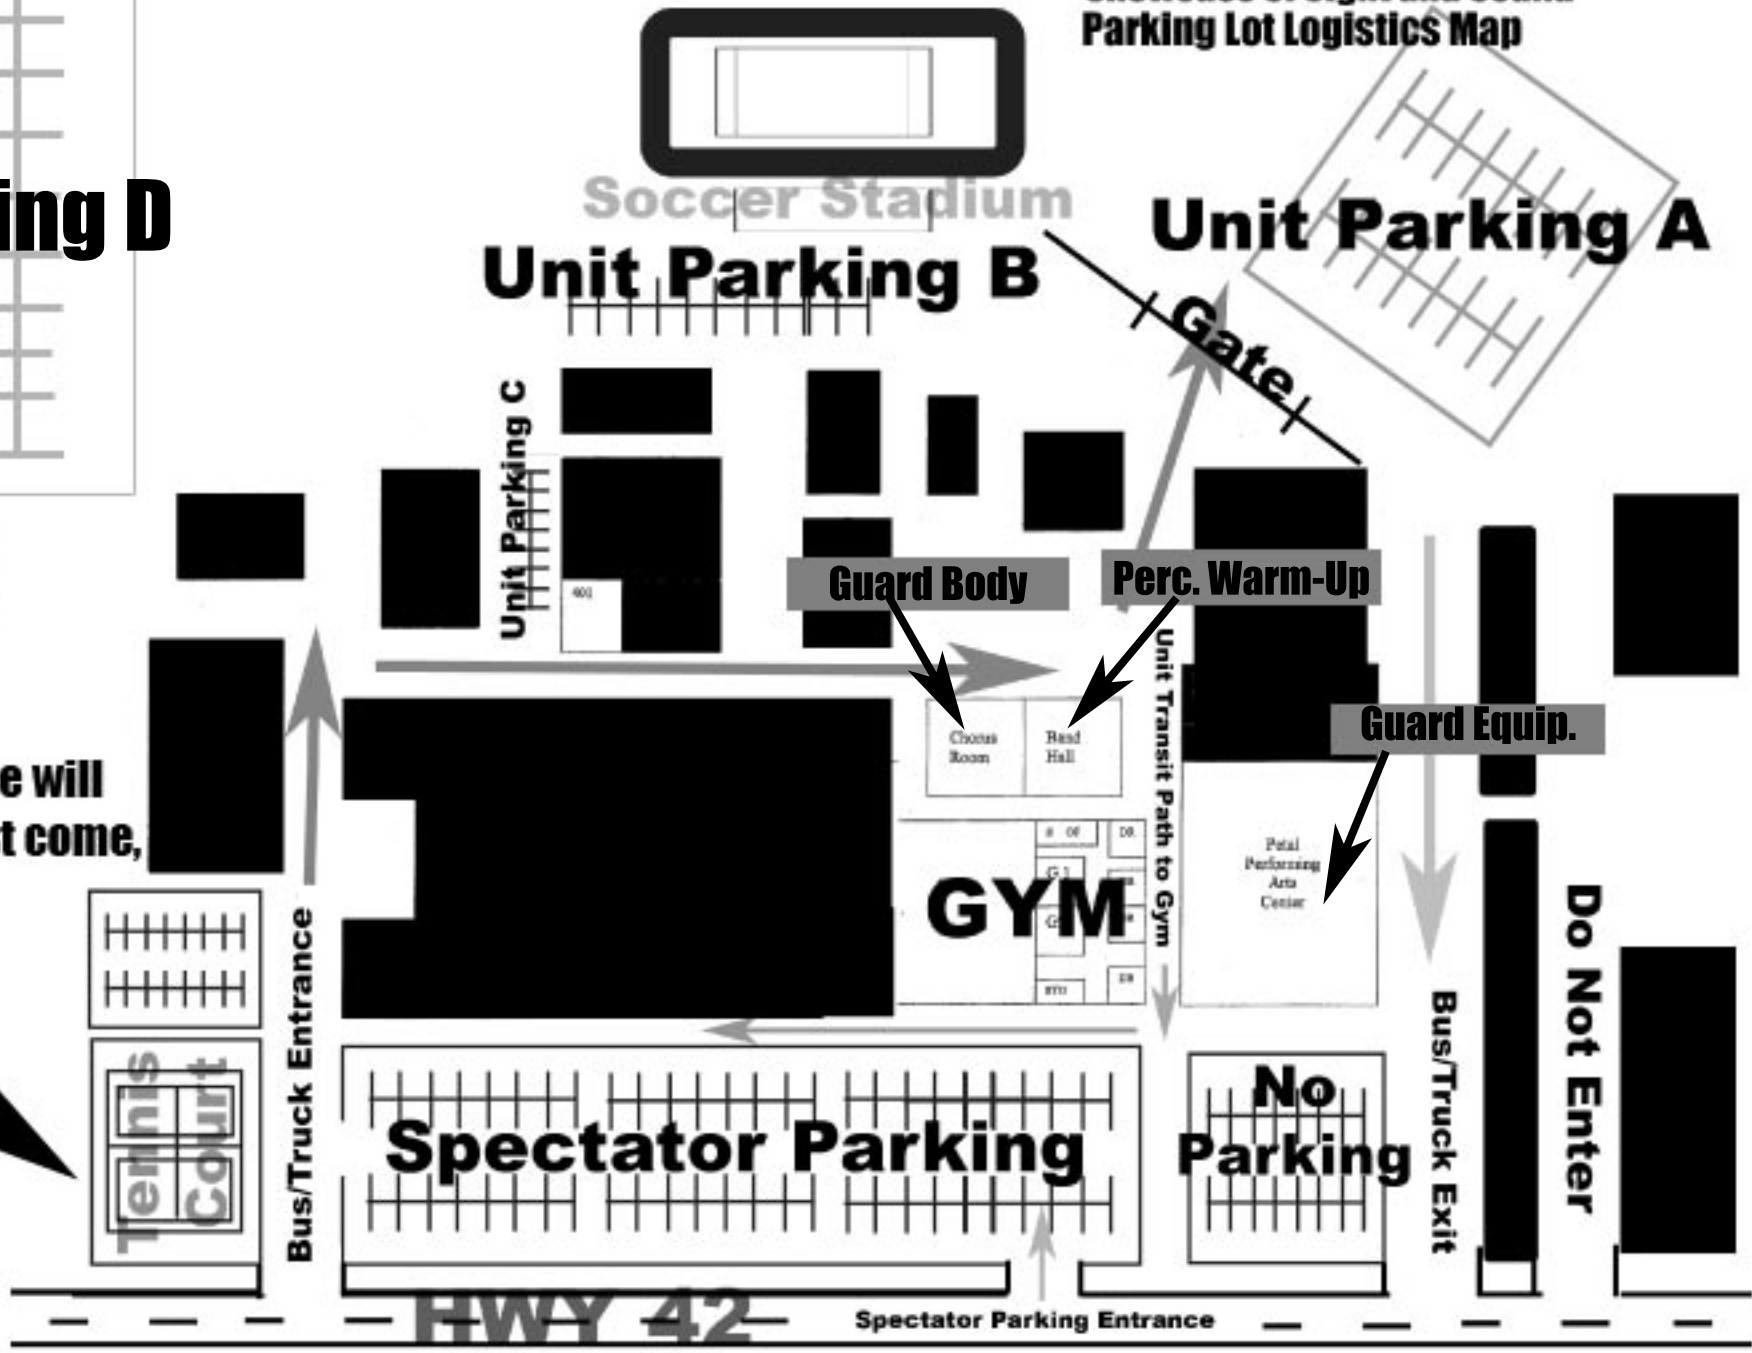 Parking Lot Logistics Map
ing D
Soccer Stadium
Unit Parking A
Unit Parking B
Gate
Unit Parking C
401
Guard Body
Perc. Warm-Up
Unit Transit Path to Gym
Guard Equip.
Chorus
Room
Band
Hall
e will
t come,
GYM
DR
Petal
Performing
Arts
Center
Bus/Truck Entrance
Do Not Enter
Bus/Truck Exit
Tennis
Court
Spectator Parking
No
Parking
HWY 42
Spectator Parking Entrance